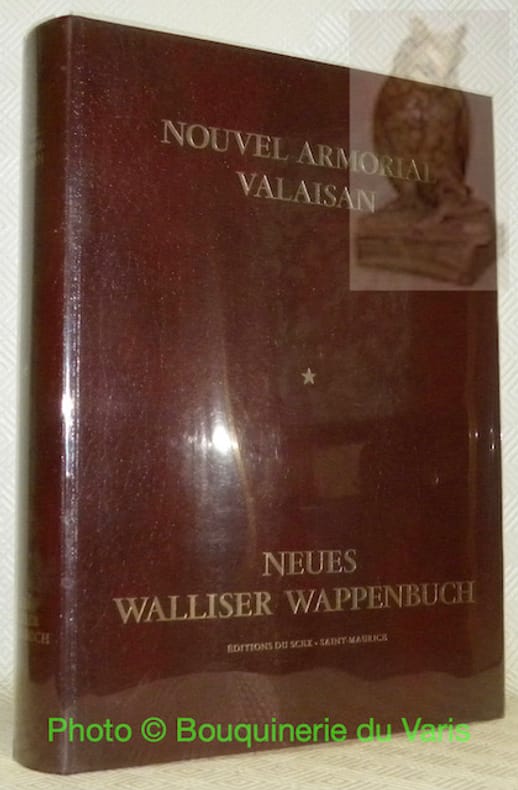 NOUVEL ARMORIAL
VALAISAN
NEUES
WALLISER WAPPENBUCH
EDITIONS DU SCEX - SAINT-MAURICE
Photo © Bouquinerie du Varis